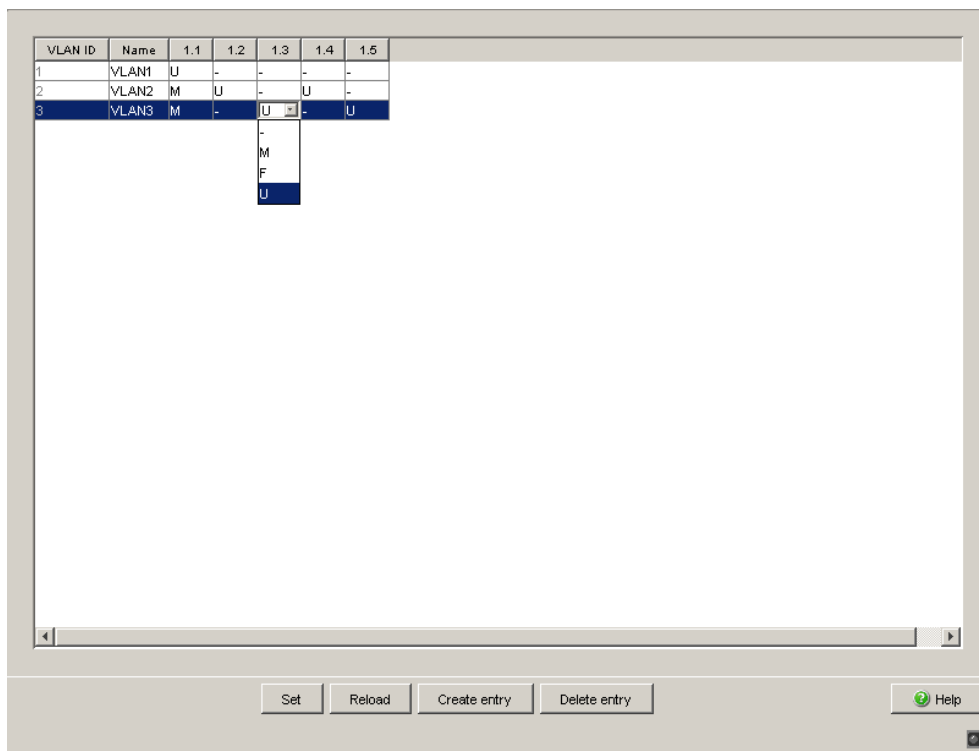 VLAN ID Name 1.1 1.2 1.3 1.4 1.5
1 VLAN1 U - - - -
2 VLAN2 M U - U -
3 VLAN3 M - U - U
-
M
F
U
Set Reload Create entry Delete entry Help